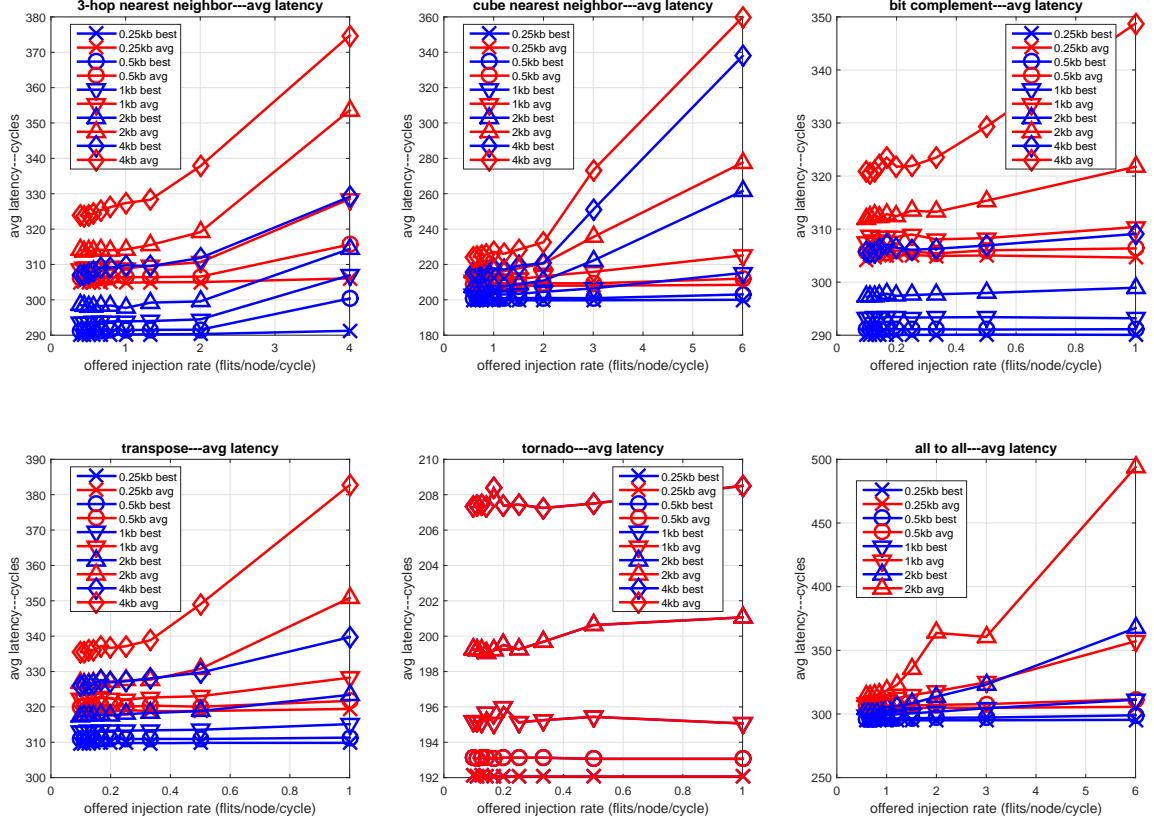 3-hop nearest neighbor---avg latency
380
370
360
350
340
330
320
310
300
290
avg latency---cycles
0.25kb best
0.25kb avg
0.5kb best
0.5kb avg
1kb best
1kb avg
2kb best
2kb avg
4kb best
4kb avg
0
1
2
3
4
offered injection rate (flits/node/cycle)
cube nearest neighbor---avg latency
360
340
320
300
280
260
240
220
200
180
avg latency---cycles
0.25kb best
0.25kb avg
0.5kb best
0.5kb avg
1kb best
1kb avg
2kb best
2kb avg
4kb best
4kb avg
0
1
2
3
4
5
6
offered injection rate (flits/node/cycle)
bit complement---avg latency
350
340
330
320
310
300
290
avg latency---cycles
0.25kb best
0.25kb avg
0.5kb best
0.5kb avg
1kb best
1kb avg
2kb best
2kb avg
4kb best
4kb avg
0
0.2
0.4
0.6
0.8
1
offered injection rate (flits/node/cycle)
transpose---avg latency
390
380
370
360
350
340
330
320
310
300
avg latency---cycles
0.25kb best
0.25kb avg
0.5kb best
0.5kb avg
1kb best
1kb avg
2kb best
2kb avg
4kb best
4kb avg
0
0.2
0.4
0.6
0.8
1
offered injection rate (flits/node/cycle)
tornado---avg latency
210
208
206
204
202
200
198
196
194
192
avg latency---cycles
0.25kb best
0.25kb avg
0.5kb best
0.5kb avg
1kb best
1kb avg
2kb best
2kb avg
4kb best
4kb avg
0
0.2
0.4
0.6
0.8
1
offered injection rate (flits/node/cycle)
all to all---avg latency
500
450
400
350
300
250
avg latency---cycles
0.25kb best
0.25kb avg
0.5kb best
0.5kb avg
1kb best
1kb avg
2kb best
2kb avg
0
1
2
3
4
5
6
offered injection rate (flits/node/cycle)